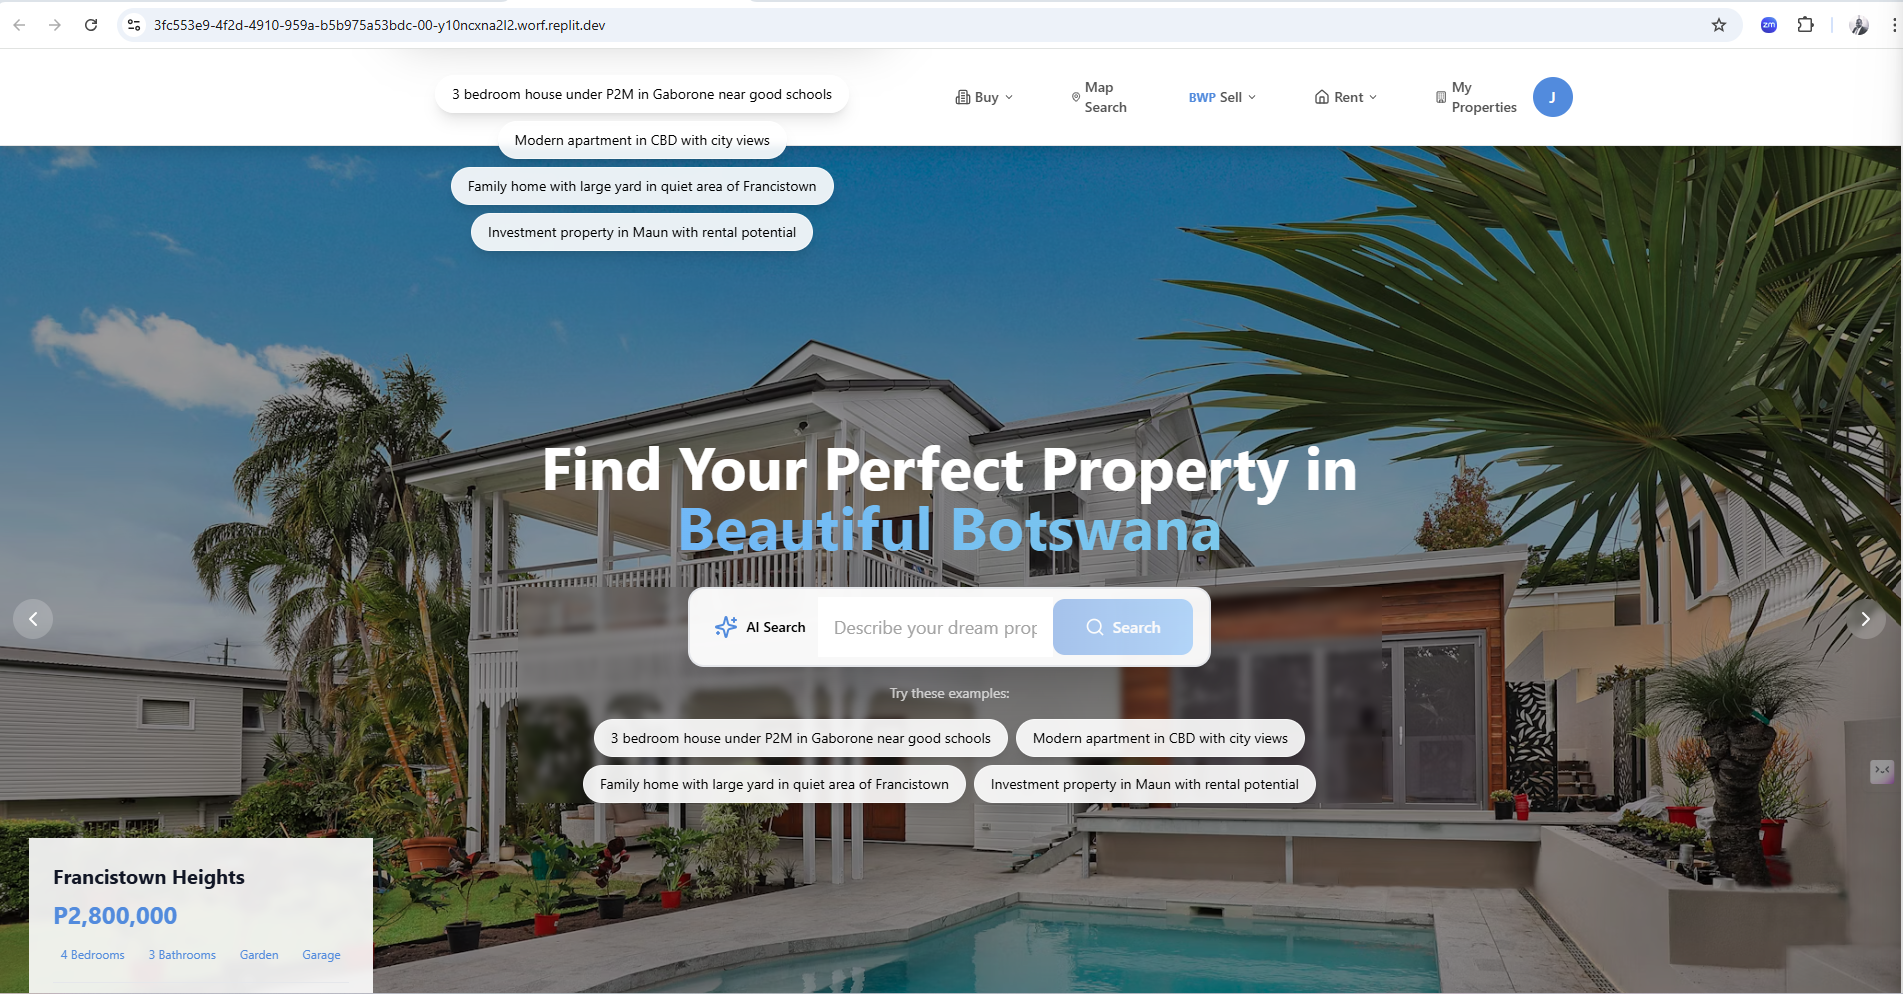 3fc553e9-4f2d-4910-959a-b5b975a53bdc-00-y10ncxna2l2.worf.replit.dev
zm
3 bedroom house under P2M in Gaborone near good schools
Modern apartment in CBD with city views
Family home with large yard in quiet area of Francistown
Investment property in Maun with rental potential
Buy
Map
Search
BWP Sell
Rent
My
Properties
J
Find Your Perfect Property in
Beautiful Botswana
AI Search
Describe your dream prop
Search
Try these examples:
3 bedroom house under P2M in Gaborone near good schools
Modern apartment in CBD with city views
Family home with large yard in quiet area of Francistown
Investment property in Maun with rental potential
Francistown Heights
P2,800,000
4 Bedrooms 3 Bathrooms Garden Garage